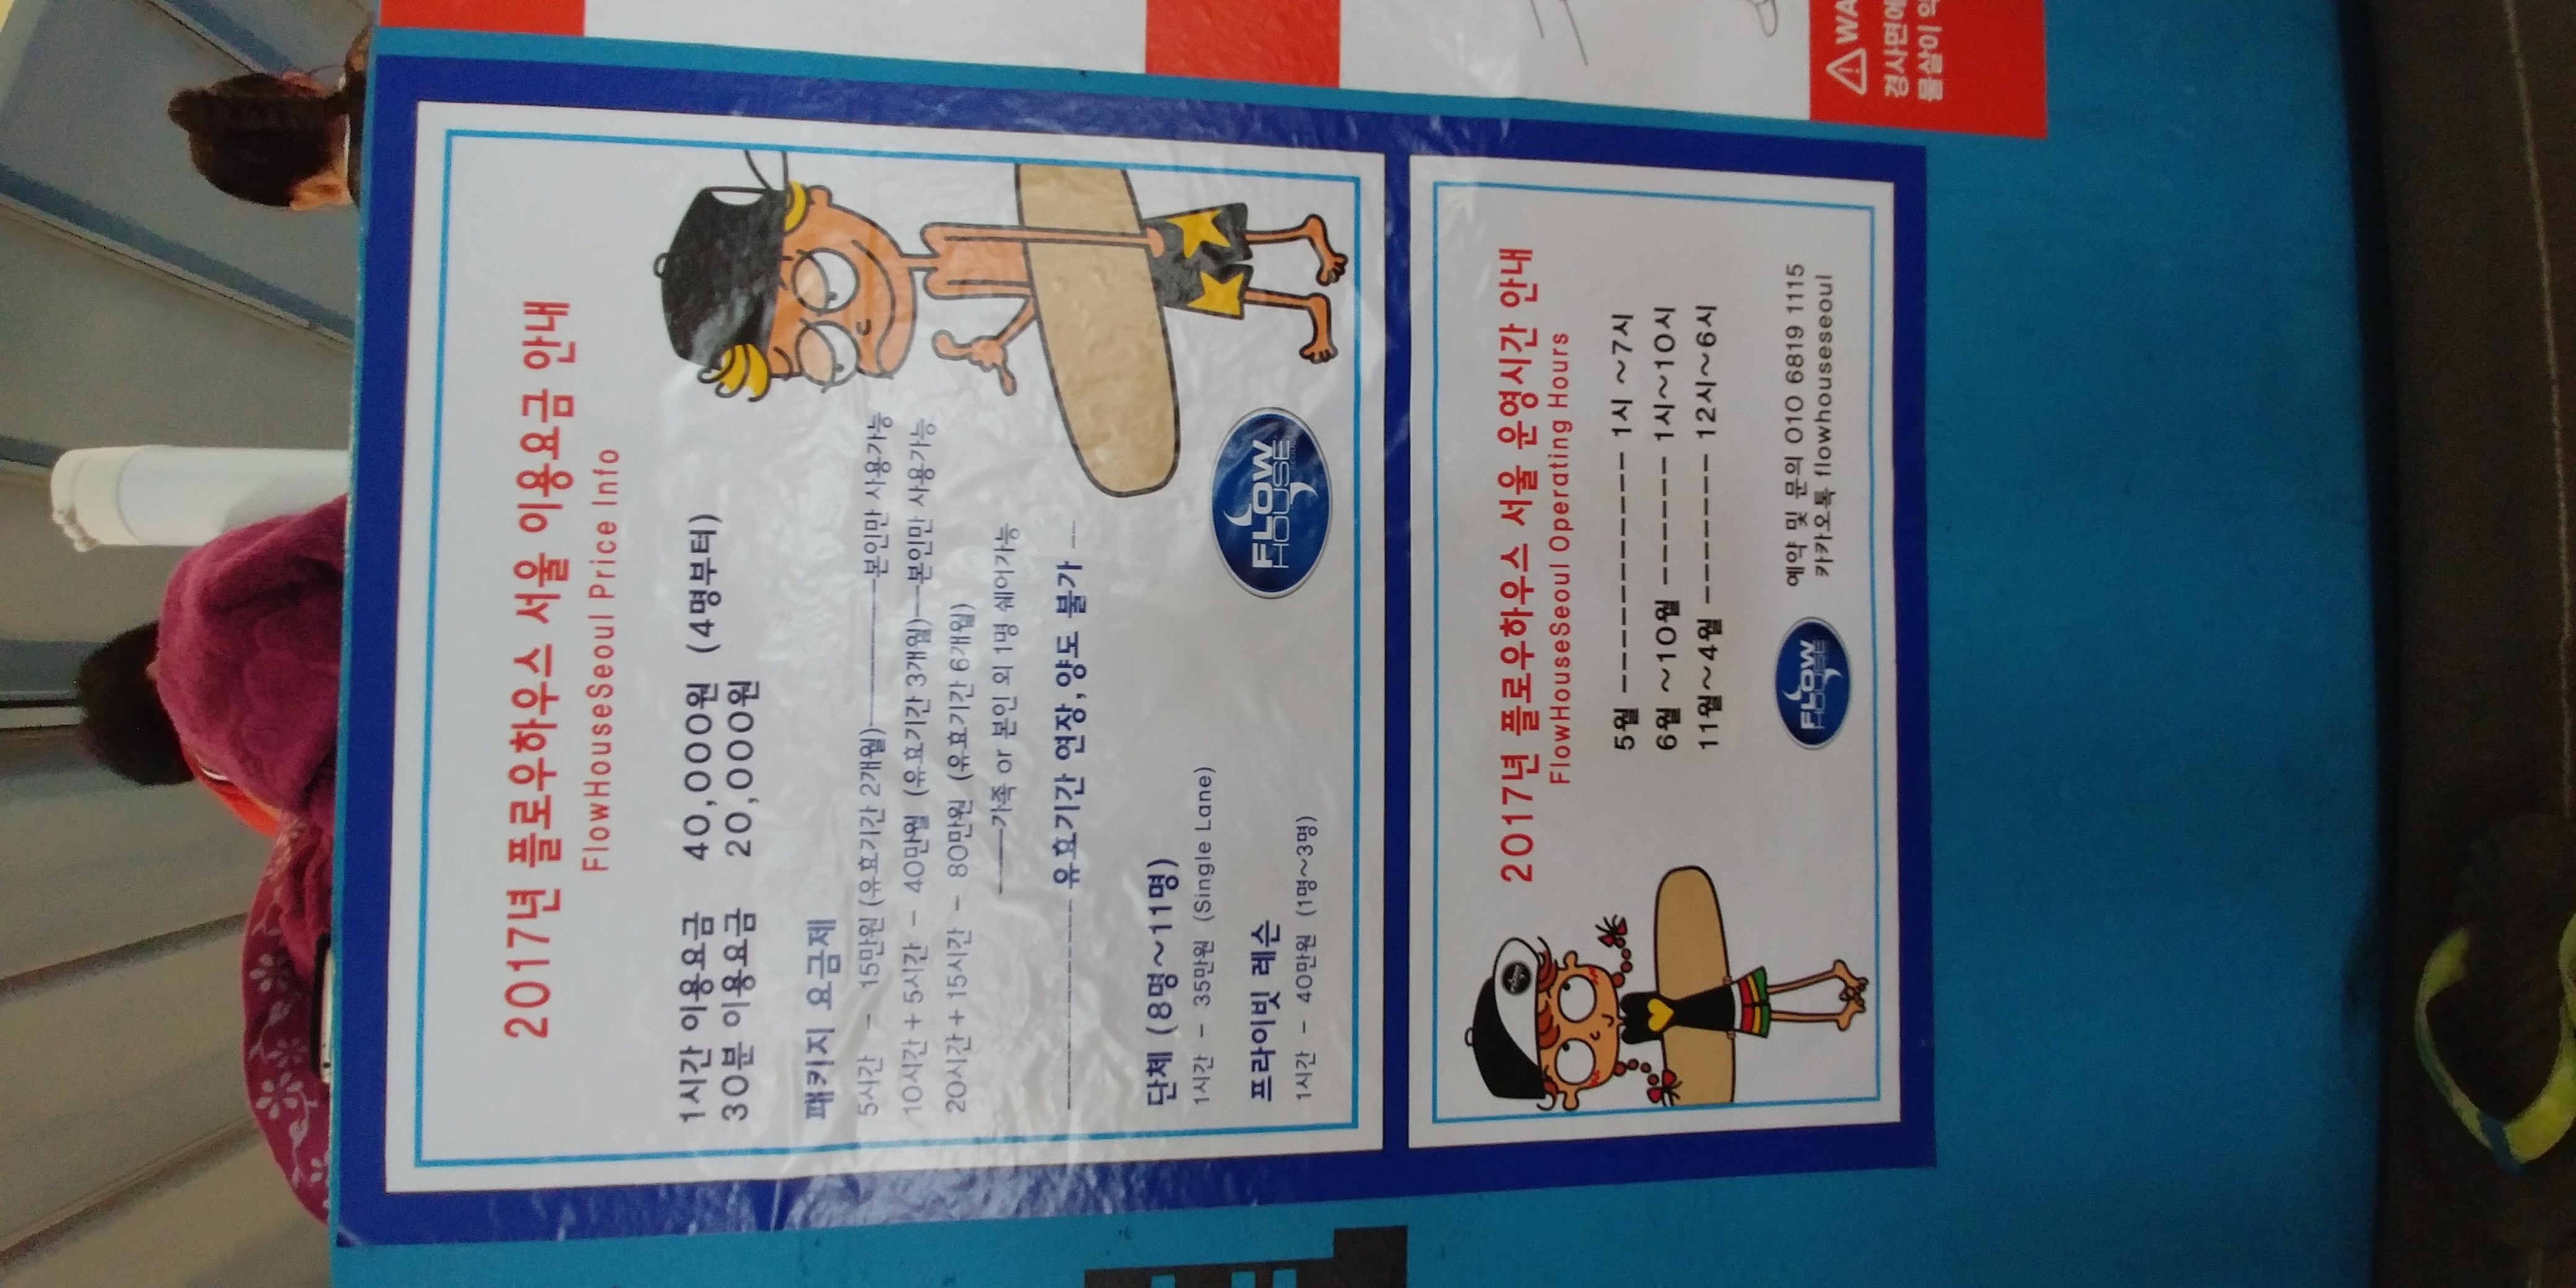 2017년 플로우하우스 서울 이용요금 안내
FlowHouseSeoul Price Info
1시간 이용요금 40,000원 (4명부터)
30분 이용요금 20,000원
패키지 요금제
5시간 - 15만원 (유효기간 2개월)--본인만 사용가능
10시간 + 5시간 - 40만월 (유효기간 3개월)--본인만 사용가능
20시간 + 15시간 - 80만원 (유효기간 6개월)
--가족 or 본인 외 1명 쉐어가능
-------------- 유효기간 연장,양도 불가 --
단체 (8명~11명)
1시간 - 35만원 (Single Lane)
프라이빗 레슨
1시간 - 40만원 (1명~3명)
FLOW
HOUSE
SEOUL
2017년 플로우하우스 서울 운영시간 안내
FlowHouseSeoul Operating Hours
5월 ----------- 1시 ~7시
6월 ~10월 ------ 1시~10시
11월~4월 ------- 12시~6시
FLOW
HOUSE
예약 및 문의 010 6819 1115
카카오톡 flowhouseseoul
WA
경사면에
물살이 약